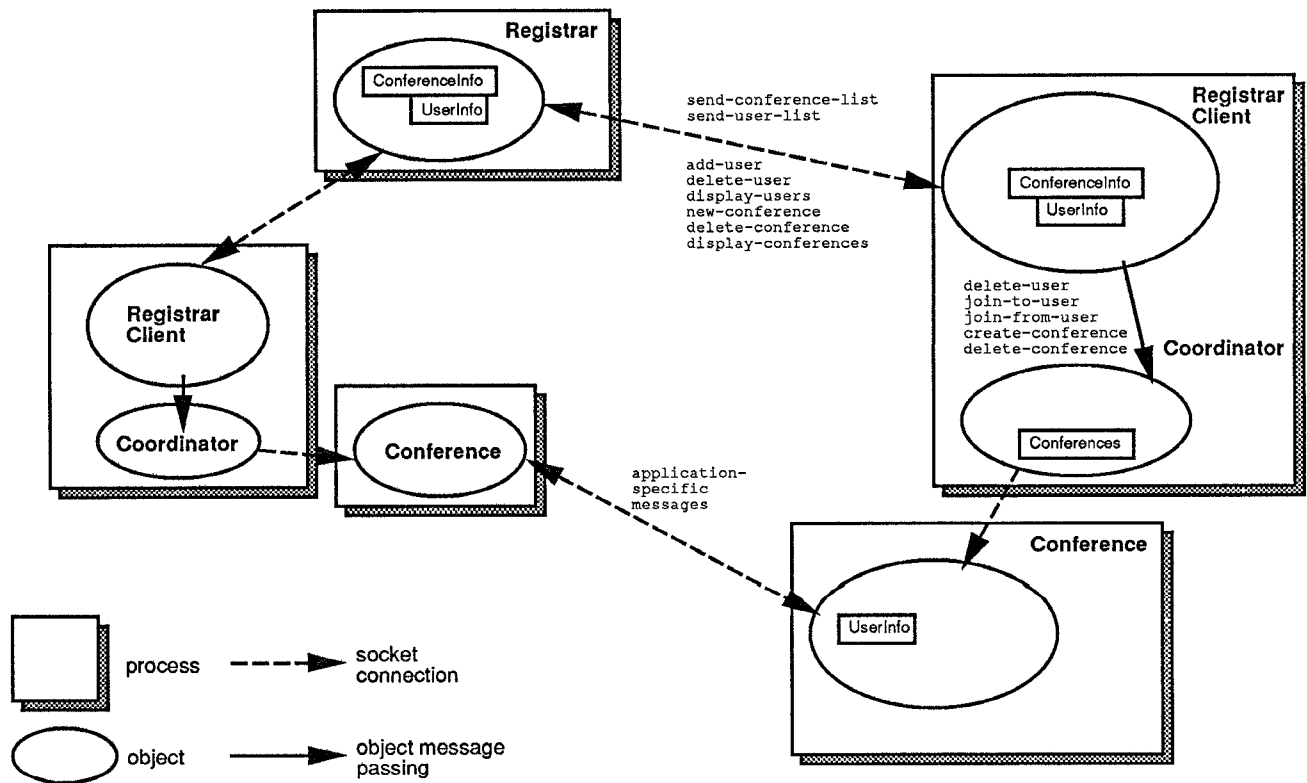 Registrar
ConferenceInfo
UserInfo
send-conference-list
send-user-list
add-user
delete-user
display-users
new-conference
delete-conference
display-conferences
Registrar
Client
ConferenceInfo
UserInfo
delete-user
join-to-user
join-from-user
create-conference
delete-conference
Coordinator
Conferences
Registrar
Client
Coordinator
Conference
application-
specific
messages
Conference
UserInfo
process
socket
connection
object
object message
passing